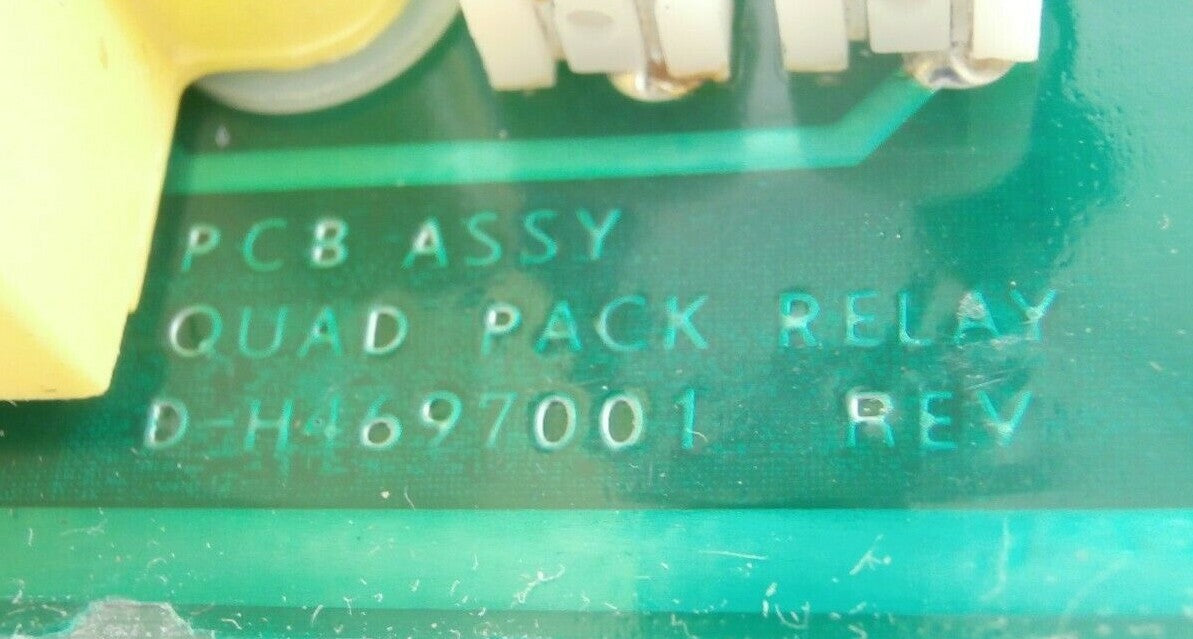 PCB ASSY
QUAD PACK RELAY
D-H4697001 REV